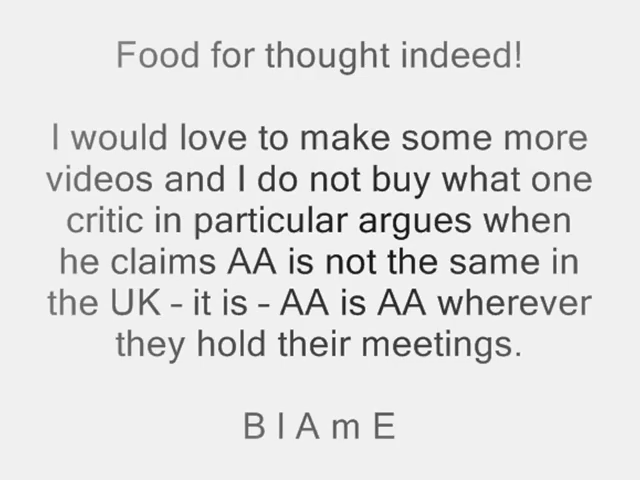 Food for thought indeed!
I would love to make some more
videos and I do not buy what one
critic in particular argues when
he claims AA is not the same in
the UK - it is - AA is AA wherever
they hold their meetings.
B l A m E